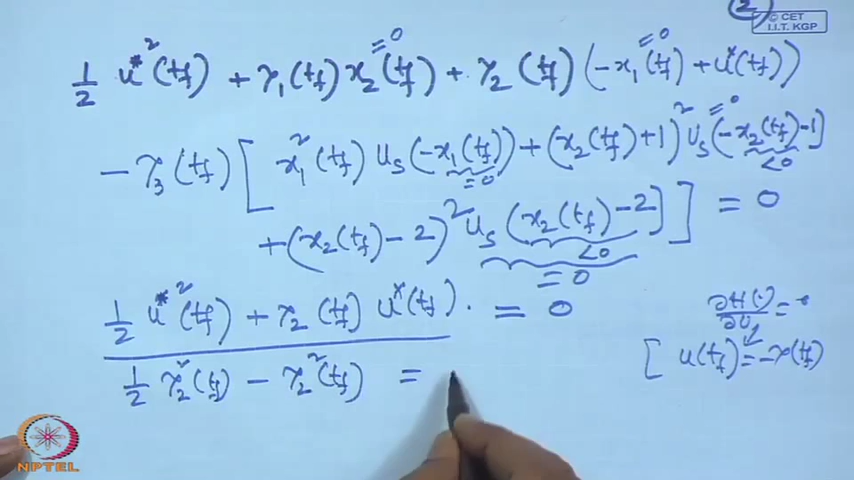 2
© CET
I.I.T. KGP
=0 =0
1/2 u*²(tf) + λ1(tf) x2(tf) + λ2(tf) (-x1(tf) + u*(tf))
- λ3(tf) [ x1²(tf) Us(-x1(tf)) + (x2(tf)+1)² Us(-x2(tf)-1)
=0 =0 <0
+ (x2(tf)-2)² Us(x2(tf)-2] ] = 0
<0
=0
1/2 u*²(tf) + λ2(tf) u*(tf). = 0
∂H(·)/∂u = 0
[ u(tf) = -λ(tf)
1/2 λ2²(tf) - λ2²(tf) =
NPTEL